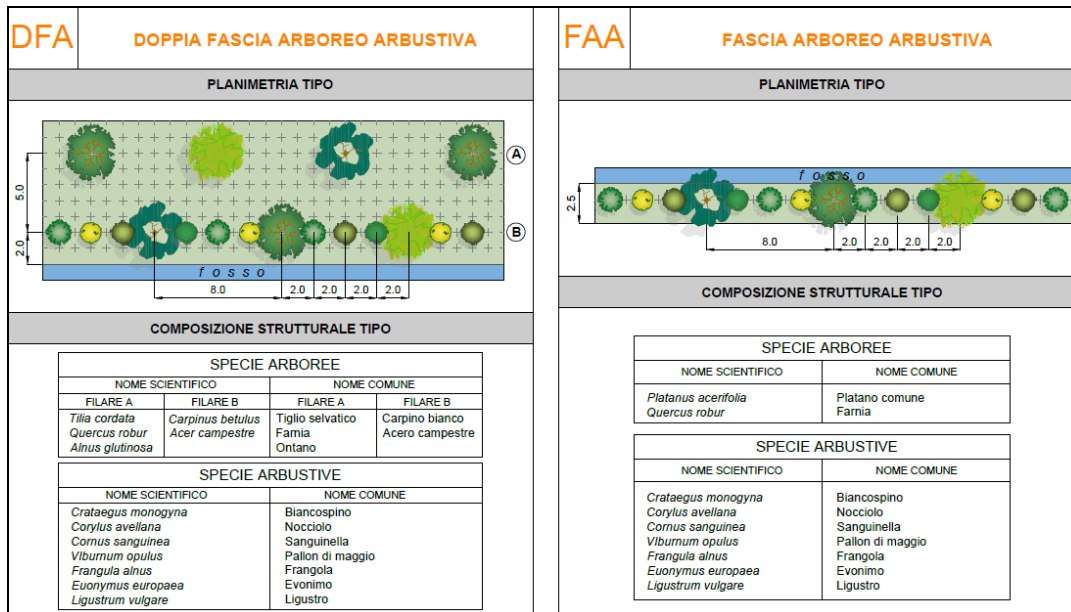 DFA
DOPPIA FASCIA ARBOREO ARBUSTIVA
PLANIMETRIA TIPO
A
5.0
B
2.0
f o s s o
8.0 2.0 2.0 2.0 2.0
COMPOSIZIONE STRUTTURALE TIPO
SPECIE ARBOREE
NOME SCIENTIFICO NOME COMUNE
FILARE A FILARE B FILARE A FILARE B
Tilia cordata Carpinus betulus Tiglio selvatico Carpino bianco
Quercus robur Acer campestre Farnia Acero campestre
Alnus glutinosa Ontano
SPECIE ARBUSTIVE
NOME SCIENTIFICO NOME COMUNE
Crataegus monogyna Biancospino
Corylus avellana Nocciolo
Cornus sanguinea Sanguinella
VIburnum opulus Pallon di maggio
Frangula alnus Frangola
Euonymus europaea Evonimo
Ligustrum vulgare Ligustro
FAA
FASCIA ARBOREO ARBUSTIVA
PLANIMETRIA TIPO
f o s s o
2.5
8.0 2.0 2.0 2.0 2.0
COMPOSIZIONE STRUTTURALE TIPO
SPECIE ARBOREE
NOME SCIENTIFICO NOME COMUNE
Platanus acerifolia Platano comune
Quercus robur Farnia
SPECIE ARBUSTIVE
NOME SCIENTIFICO NOME COMUNE
Crataegus monogyna Biancospino
Corylus avellana Nocciolo
Cornus sanguinea Sanguinella
VIburnum opulus Pallon di maggio
Frangula alnus Frangola
Euonymus europaea Evonimo
Ligustrum vulgare Ligustro